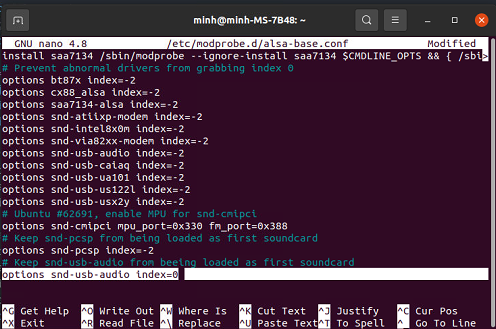 minh@minh-MS-7B48: ~
GNU nano 4.8 /etc/modprobe.d/alsa-base.conf Modified
install saa7134 /sbin/modprobe --ignore-install saa7134 $CMDLINE_OPTS && { /sbi>
# Prevent abnormal drivers from grabbing index 0
options bt87x index=-2
options cx88_alsa index=-2
options saa7134-alsa index=-2
options snd-atiixp-modem index=-2
options snd-intel8x0m index=-2
options snd-via82xx-modem index=-2
options snd-usb-audio index=-2
options snd-usb-caiaq index=-2
options snd-usb-ua101 index=-2
options snd-usb-us122l index=-2
options snd-usb-usx2y index=-2
# Ubuntu #62691, enable MPU for snd-cmipci
options snd-cmipci mpu_port=0x330 fm_port=0x388
# Keep snd-pcsp from being loaded as first soundcard
options snd-pcsp index=-2
# Keep snd-usb-audio from beeing loaded as first soundcard
options snd-usb-audio index=0
^G Get Help ^O Write Out ^W Where Is ^K Cut Text ^J Justify ^C Cur Pos
^X Exit ^R Read File ^\ Replace ^U Paste Text ^T To Spell ^_ Go To Line